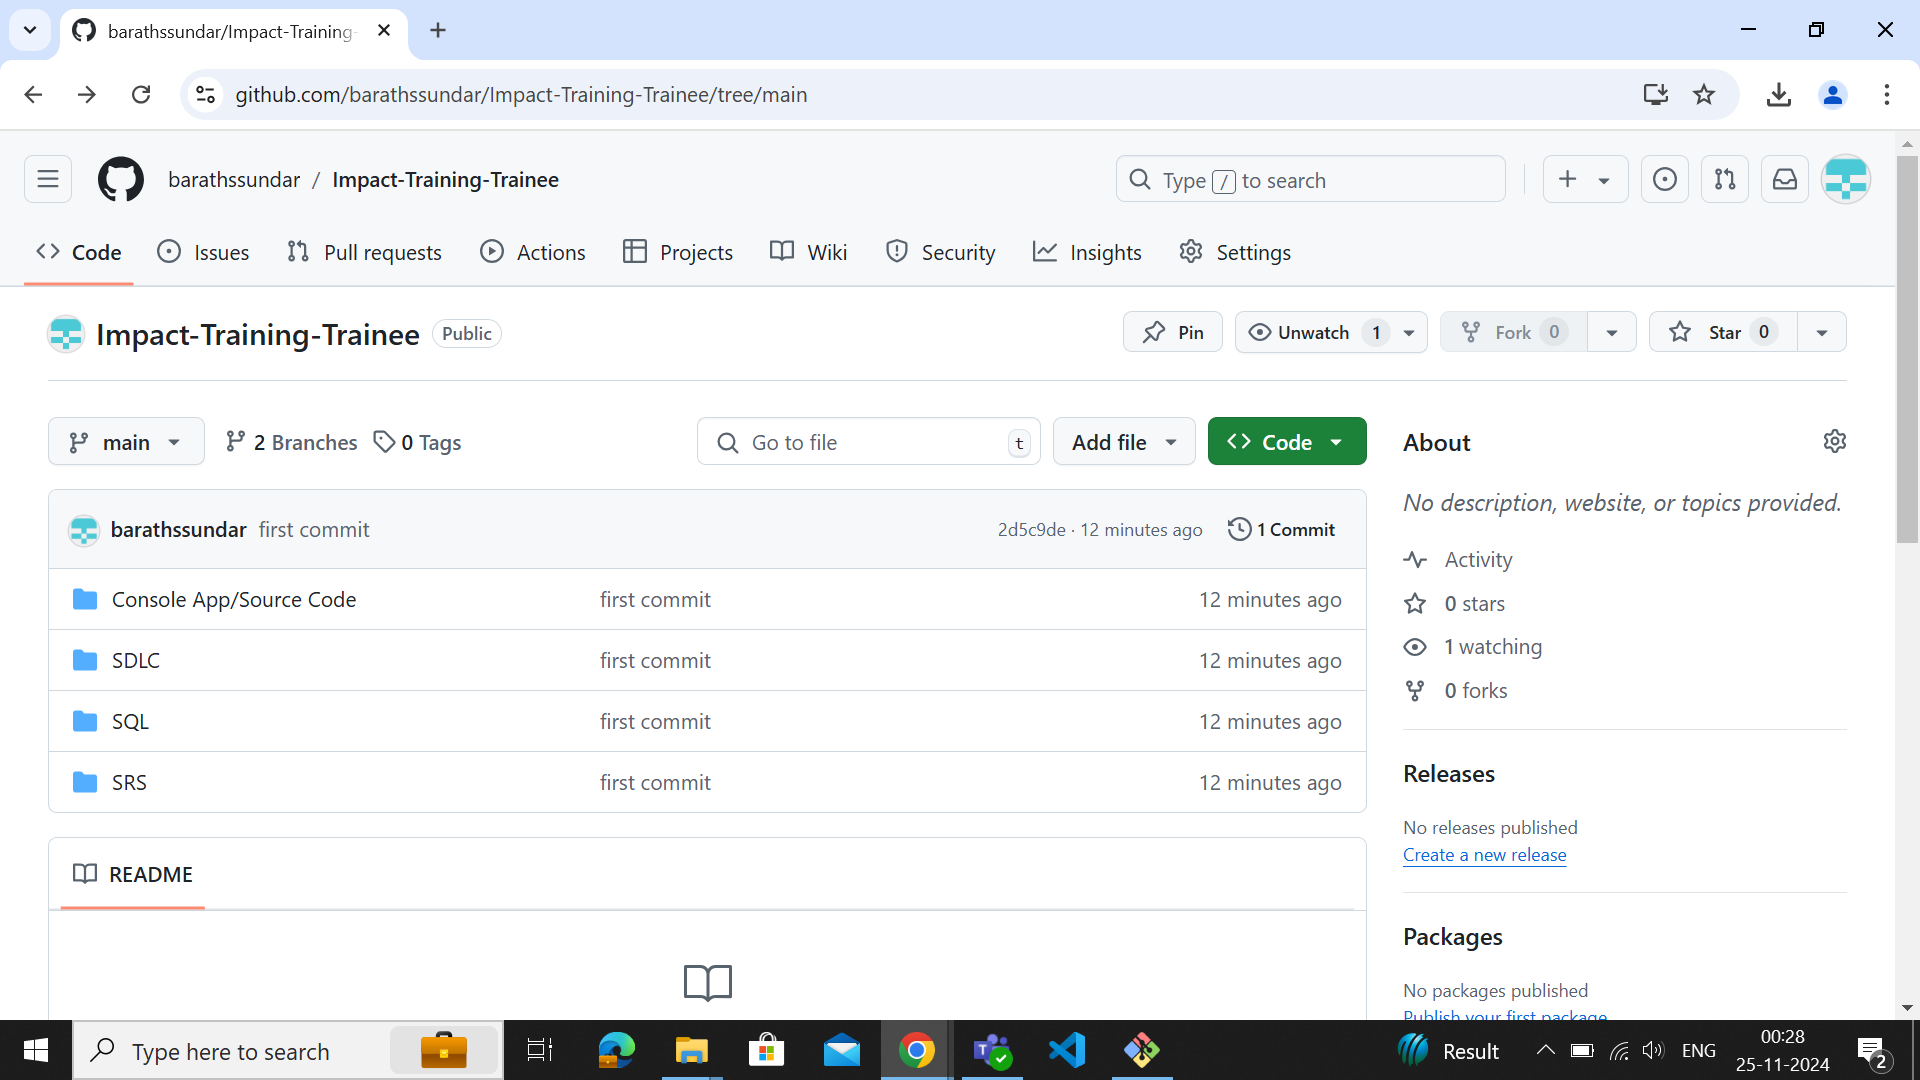 barathssundar/Impact-Training-
github.com/barathssundar/Impact-Training-Trainee/tree/main
barathssundar / Impact-Training-Trainee
Type / to search
Code Issues Pull requests Actions Projects Wiki Security Insights Settings
Impact-Training-Trainee Public
Pin Unwatch 1 Fork 0 Star 0
main 2 Branches 0 Tags Go to file t Add file Code
About
No description, website, or topics provided.
barathssundar first commit 2d5c9de · 12 minutes ago 1 Commit
Console App/Source Code first commit 12 minutes ago
SDLC first commit 12 minutes ago
SQL first commit 12 minutes ago
SRS first commit 12 minutes ago
Activity
0 stars
1 watching
0 forks
Releases
No releases published
Create a new release
README
Packages
No packages published
Publish your first package
Type here to search
Result
ENG
00:28
25-11-2024
2